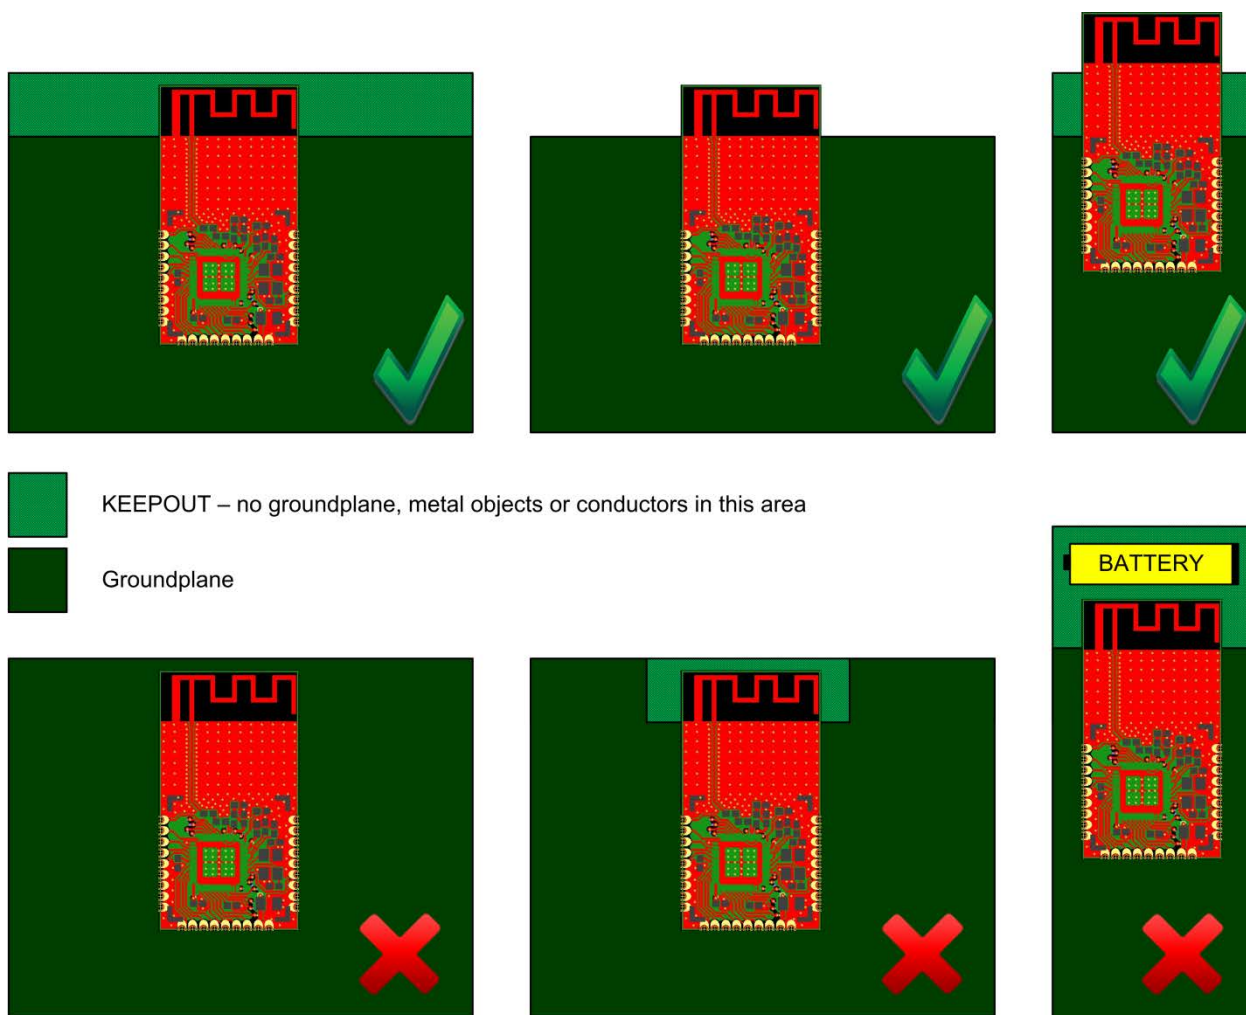 KEEPOUT – no groundplane, metal objects or conductors in this area
Groundplane
BATTERY